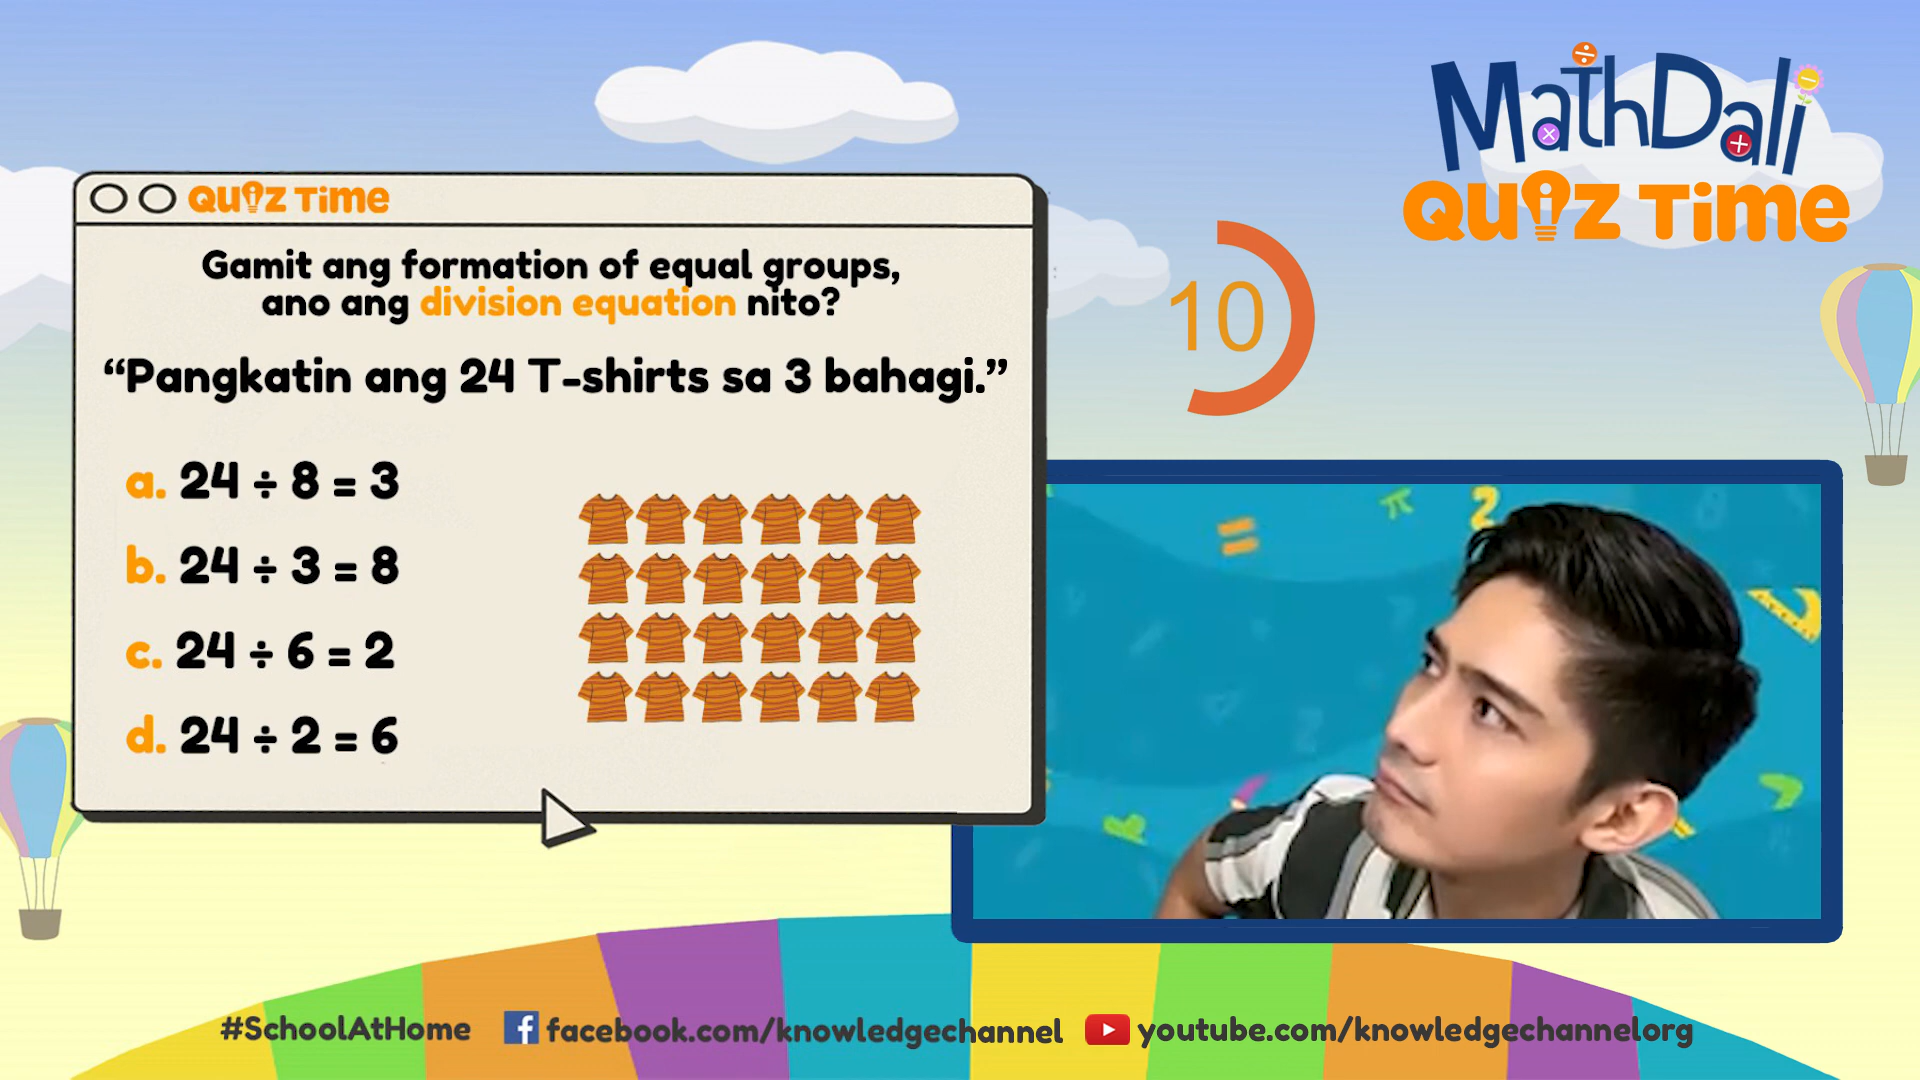 MathDali
QUIZ TIME
QUIZ TIME
Gamit ang formation of equal groups,
ano ang division equation nito?
“Pangkatin ang 24 T-shirts sa 3 bahagi.”
a. 24 ÷ 8 = 3
b. 24 ÷ 3 = 8
c. 24 ÷ 6 = 2
d. 24 ÷ 2 = 6
10
= π 2
#SchoolAtHome facebook.com/knowledgechannel youtube.com/knowledgechannelorg